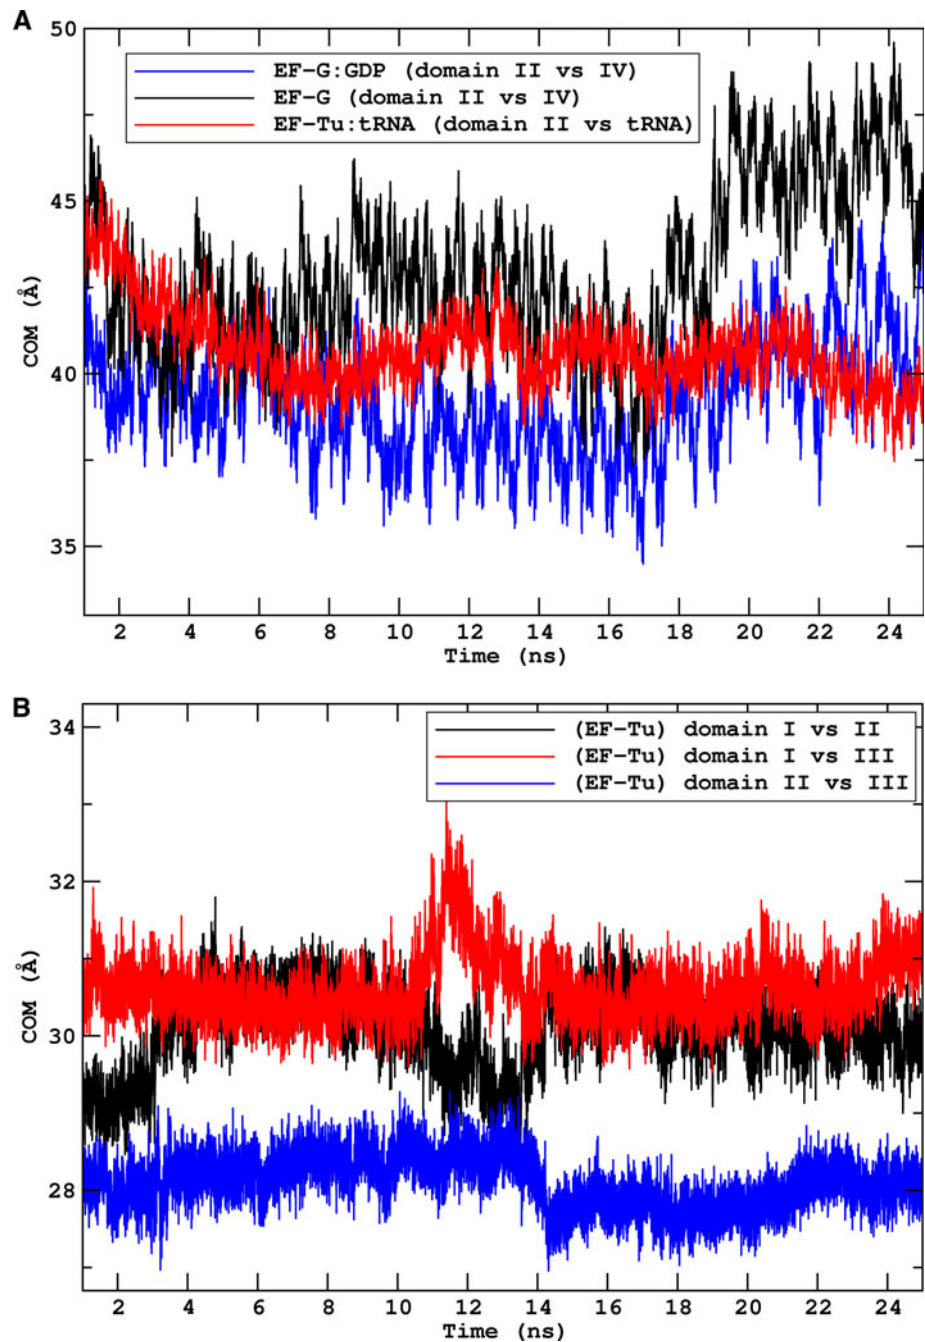 A
50
EF-G:GDP (domain II vs IV)
EF-G (domain II vs IV)
EF-Tu:tRNA (domain II vs tRNA)
45
COM (Å)
40
35
2 4 6 8 10 12 14 16 18 20 22 24
Time (ns)
B
34
(EF-Tu) domain I vs II
(EF-Tu) domain I vs III
(EF-Tu) domain II vs III
32
COM (Å)
30
28
2 4 6 8 10 12 14 16 18 20 22 24
Time (ns)